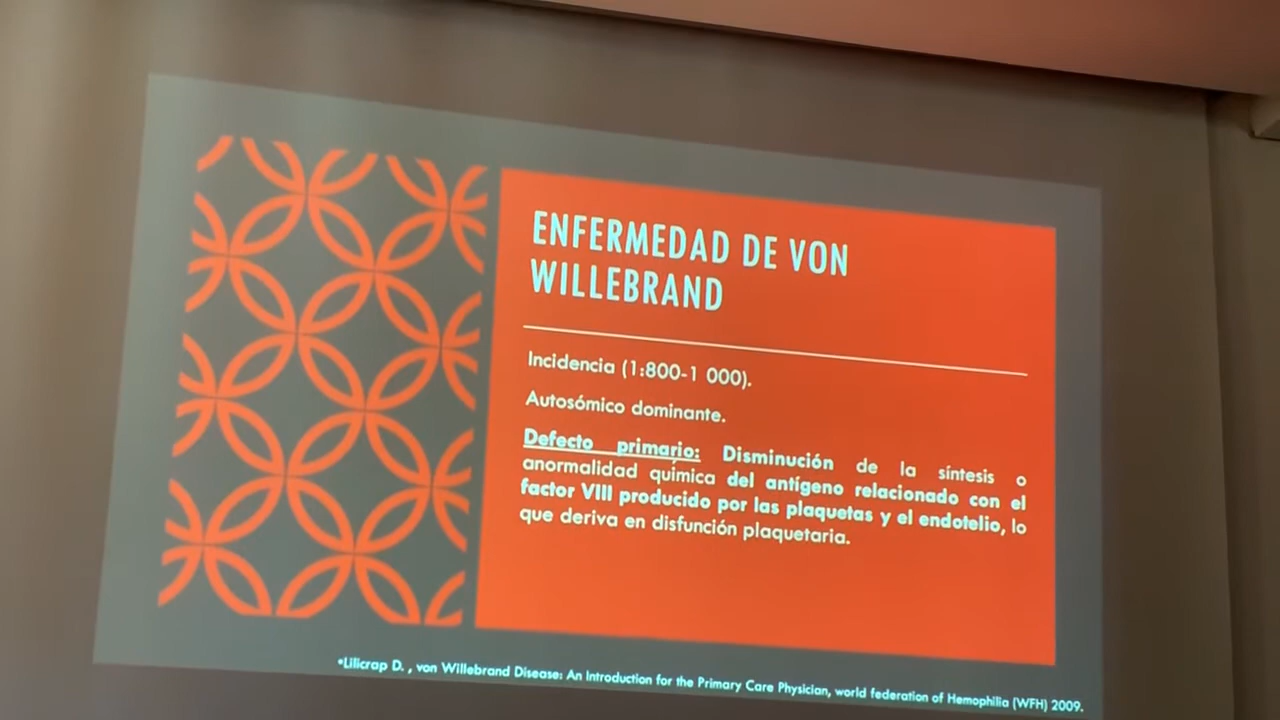 ENFERMEDAD DE VON
WILLEBRAND
Incidencia (1:800-1 000).
Autosómico dominante.
Defecto primario: Disminución de la síntesis o
anormalidad química del antígeno relacionado con el
factor VIII producido por las plaquetas y el endotelio, lo
que deriva en disfunción plaquetaria.
•Lilicrap D. , von Willebrand Disease: An Introduction for the Primary Care Physician, world federation of Hemophilia (WFH) 2009.